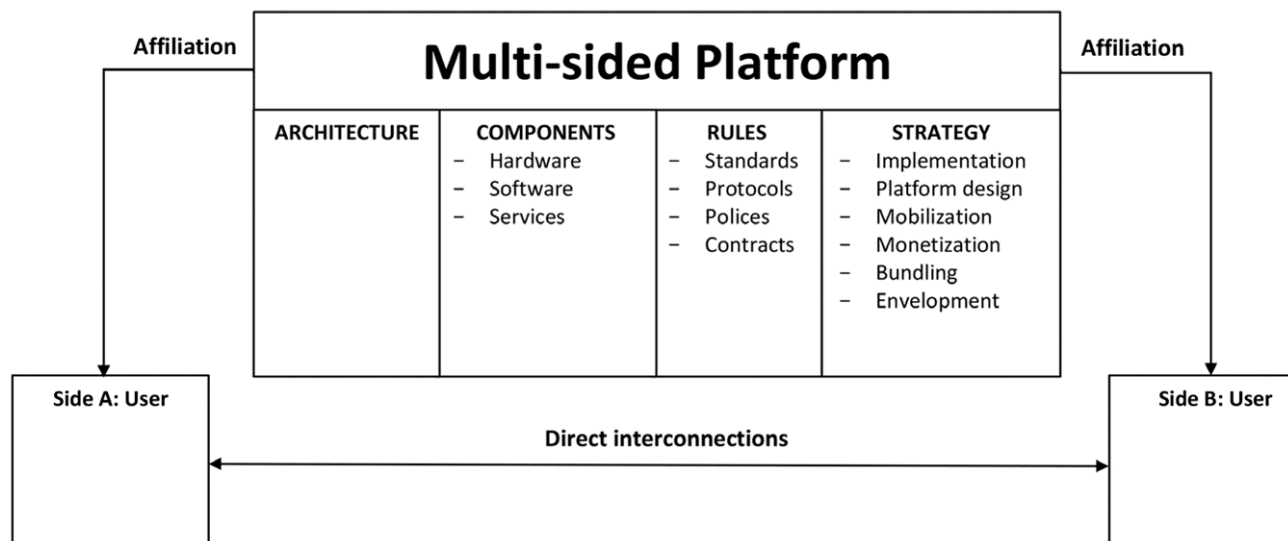 Affiliation
Multi-sided Platform
Affiliation
ARCHITECTURE
COMPONENTS
– Hardware
– Software
– Services
RULES
– Standards
– Protocols
– Polices
– Contracts
STRATEGY
– Implementation
– Platform design
– Mobilization
– Monetization
– Bundling
– Envelopment
Side A: User
Direct interconnections
Side B: User